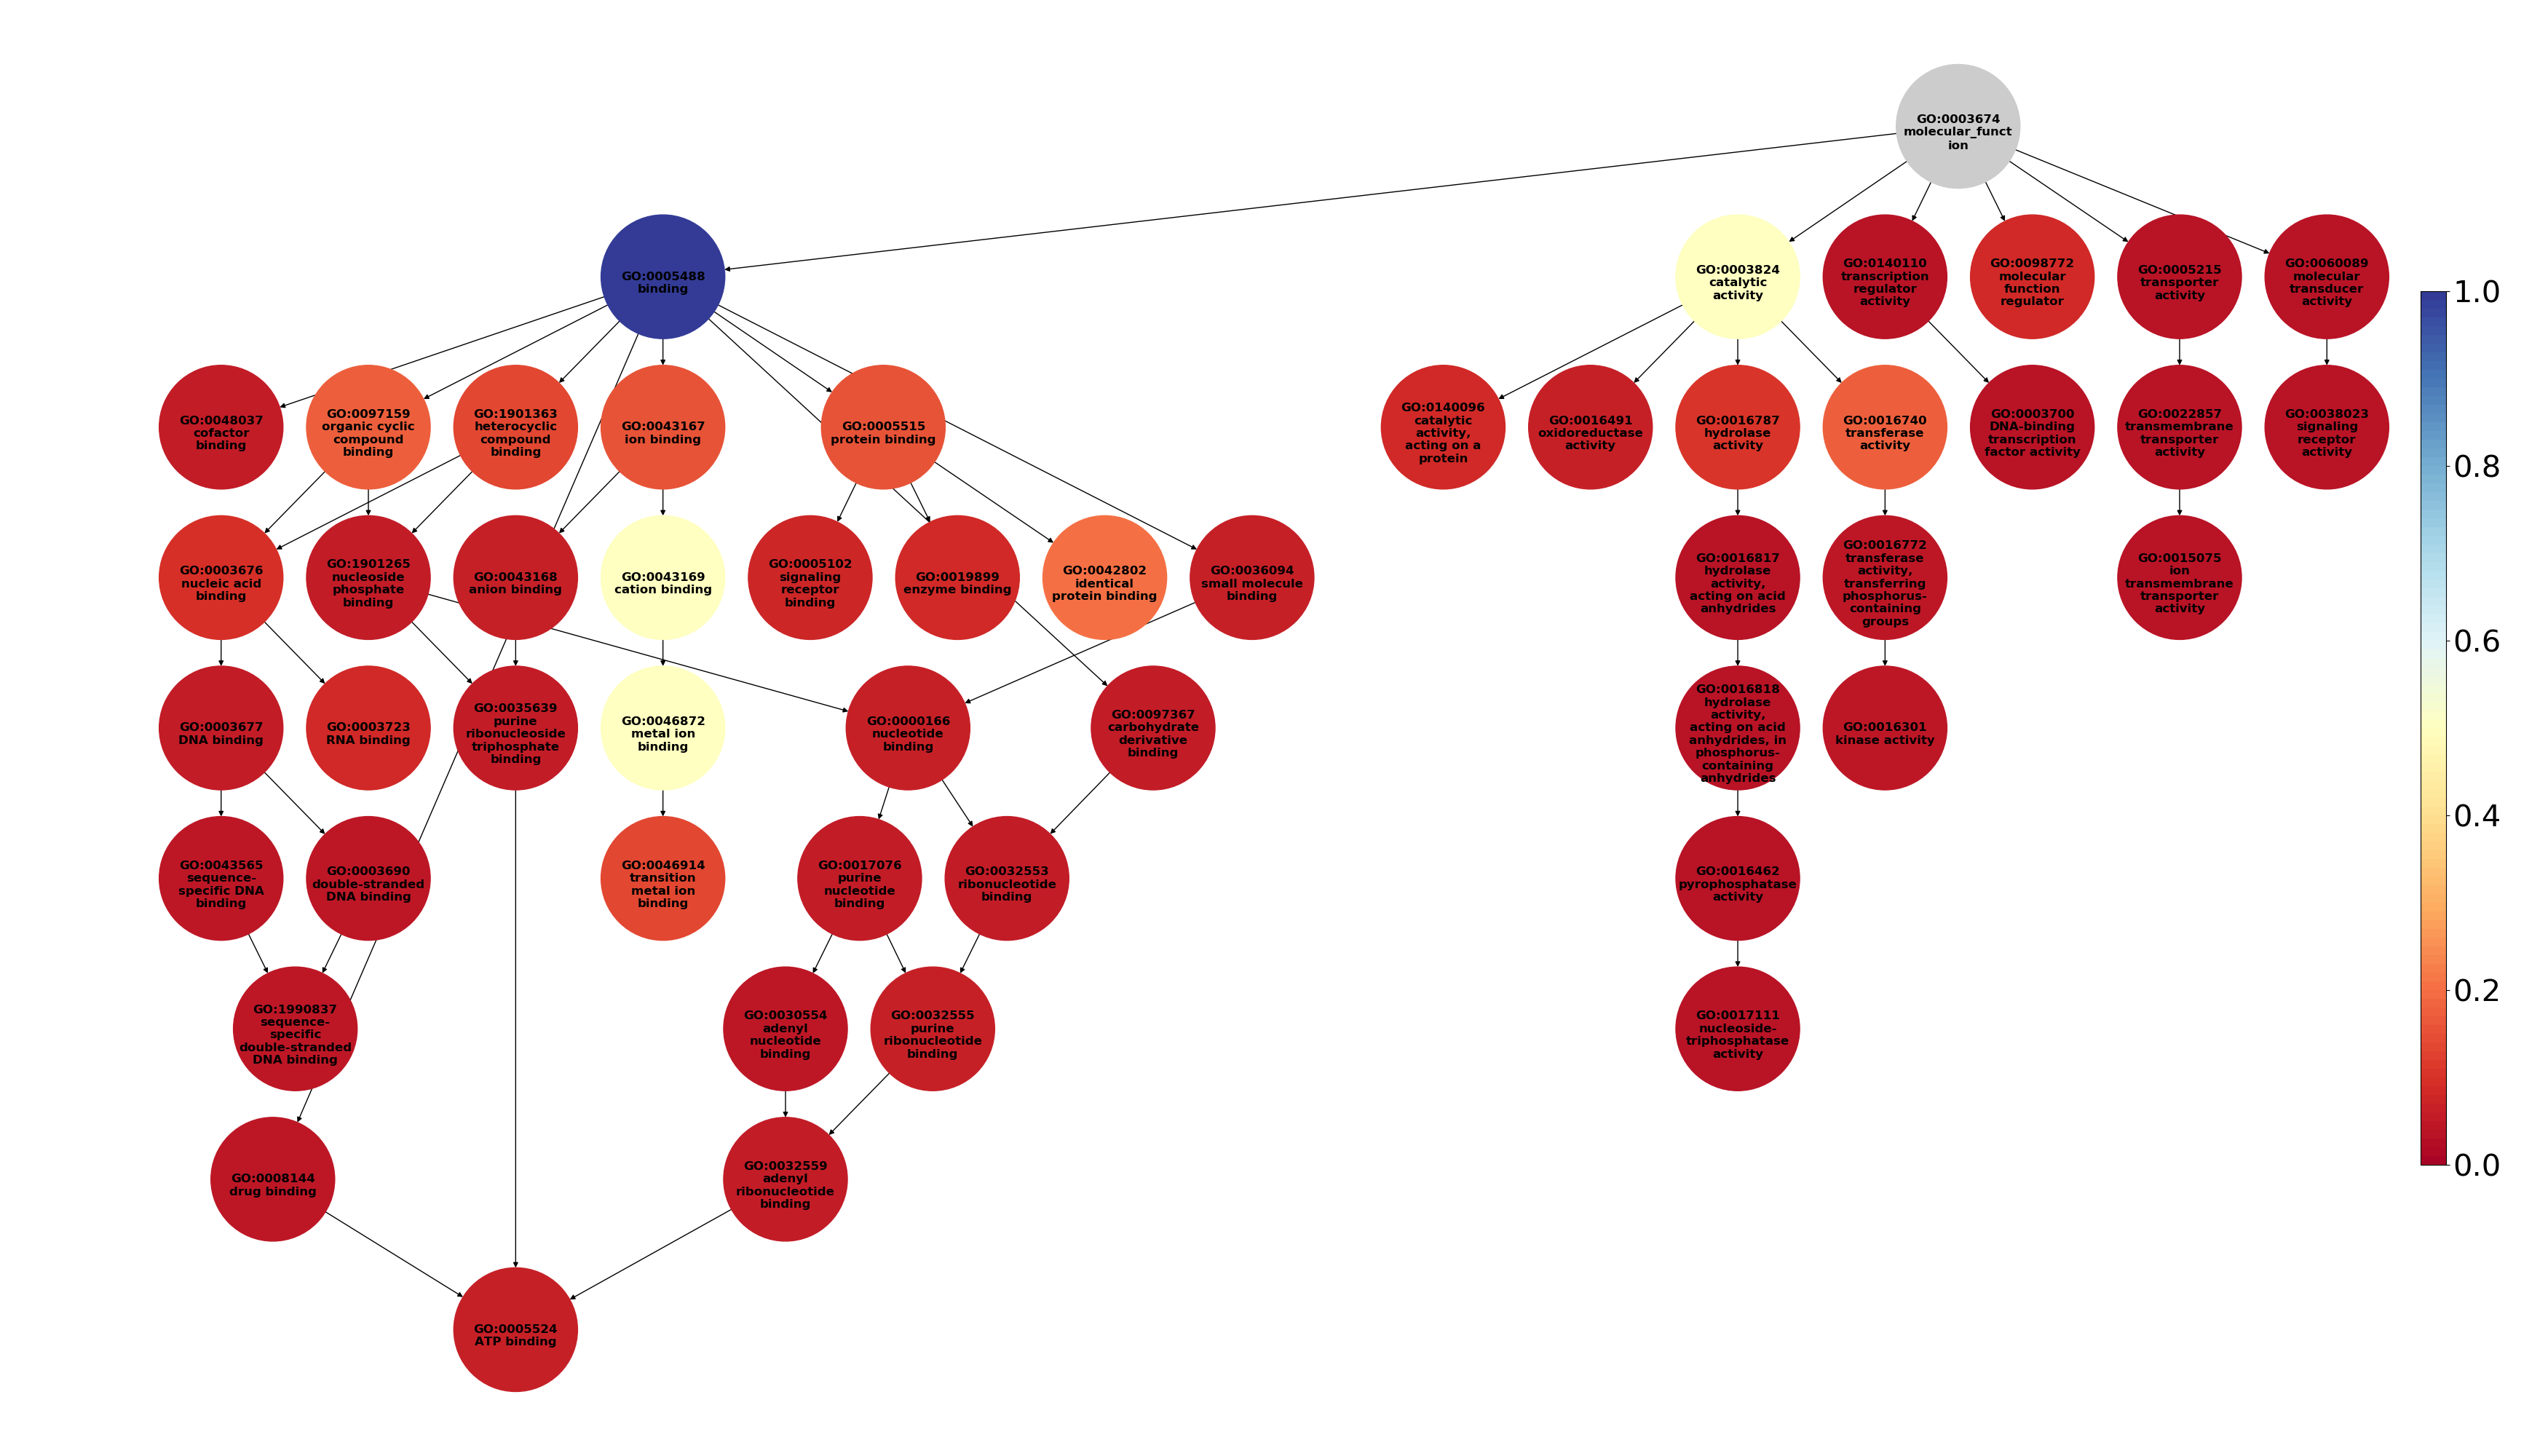 GO:0003674
molecular_funct
ion
GO:0005488
binding
GO:0003824
catalytic
activity
GO:0140110
transcription
regulator
activity
GO:0098772
molecular
function
regulator
GO:0005215
transporter
activity
GO:0060089
molecular
transducer
activity
GO:0048037
cofactor
binding
GO:0097159
organic cyclic
compound
binding
GO:1901363
heterocyclic
compound
binding
GO:0043167
ion binding
GO:0005515
protein binding
GO:0140096
catalytic
activity,
acting on a
protein
GO:0016491
oxidoreductase
activity
GO:0016787
hydrolase
activity
GO:0016740
transferase
activity
GO:0003700
DNA-binding
transcription
factor activity
GO:0022857
transmembrane
transporter
activity
GO:0038023
signaling
receptor
activity
GO:0003676
nucleic acid
binding
GO:1901265
nucleoside
phosphate
binding
GO:0043168
anion binding
GO:0043169
cation binding
GO:0005102
signaling
receptor
binding
GO:0019899
enzyme binding
GO:0042802
identical
protein binding
GO:0036094
small molecule
binding
GO:0016817
hydrolase
activity,
acting on acid
anhydrides
GO:0016772
transferase
activity,
transferring
phosphorus-
containing
groups
GO:0015075
ion
transmembrane
transporter
activity
GO:0003677
DNA binding
GO:0003723
RNA binding
GO:0035639
purine
ribonucleoside
triphosphate
binding
GO:0046872
metal ion
binding
GO:0000166
nucleotide
binding
GO:0097367
carbohydrate
derivative
binding
GO:0016818
hydrolase
activity,
acting on acid
anhydrides, in
phosphorus-
containing
anhydrides
GO:0016301
kinase activity
GO:0043565
sequence-
specific DNA
binding
GO:0003690
double-stranded
DNA binding
GO:0046914
transition
metal ion
binding
GO:0017076
purine
nucleotide
binding
GO:0032553
ribonucleotide
binding
GO:0016462
pyrophosphatase
activity
GO:1990837
sequence-
specific
double-stranded
DNA binding
GO:0030554
adenyl
nucleotide
binding
GO:0032555
purine
ribonucleotide
binding
GO:0017111
nucleoside-
triphosphatase
activity
GO:0008144
drug binding
GO:0032559
adenyl
ribonucleotide
binding
GO:0005524
ATP binding
1.0
0.8
0.6
0.4
0.2
0.0